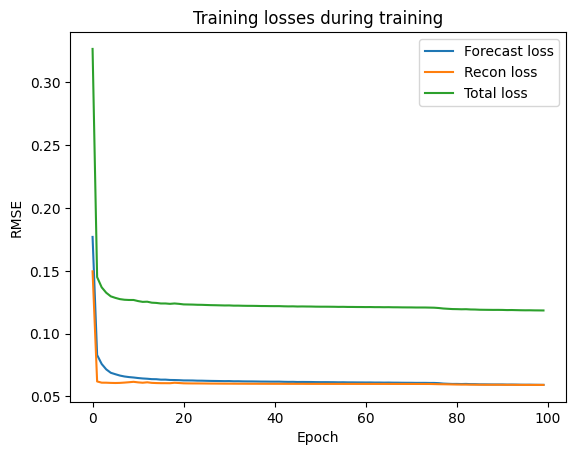 Training losses during training
Forecast loss
Recon loss
Total loss
0.30
0.25
0.20
0.15
0.10
0.05
RMSE
0
20
40
60
80
100
Epoch